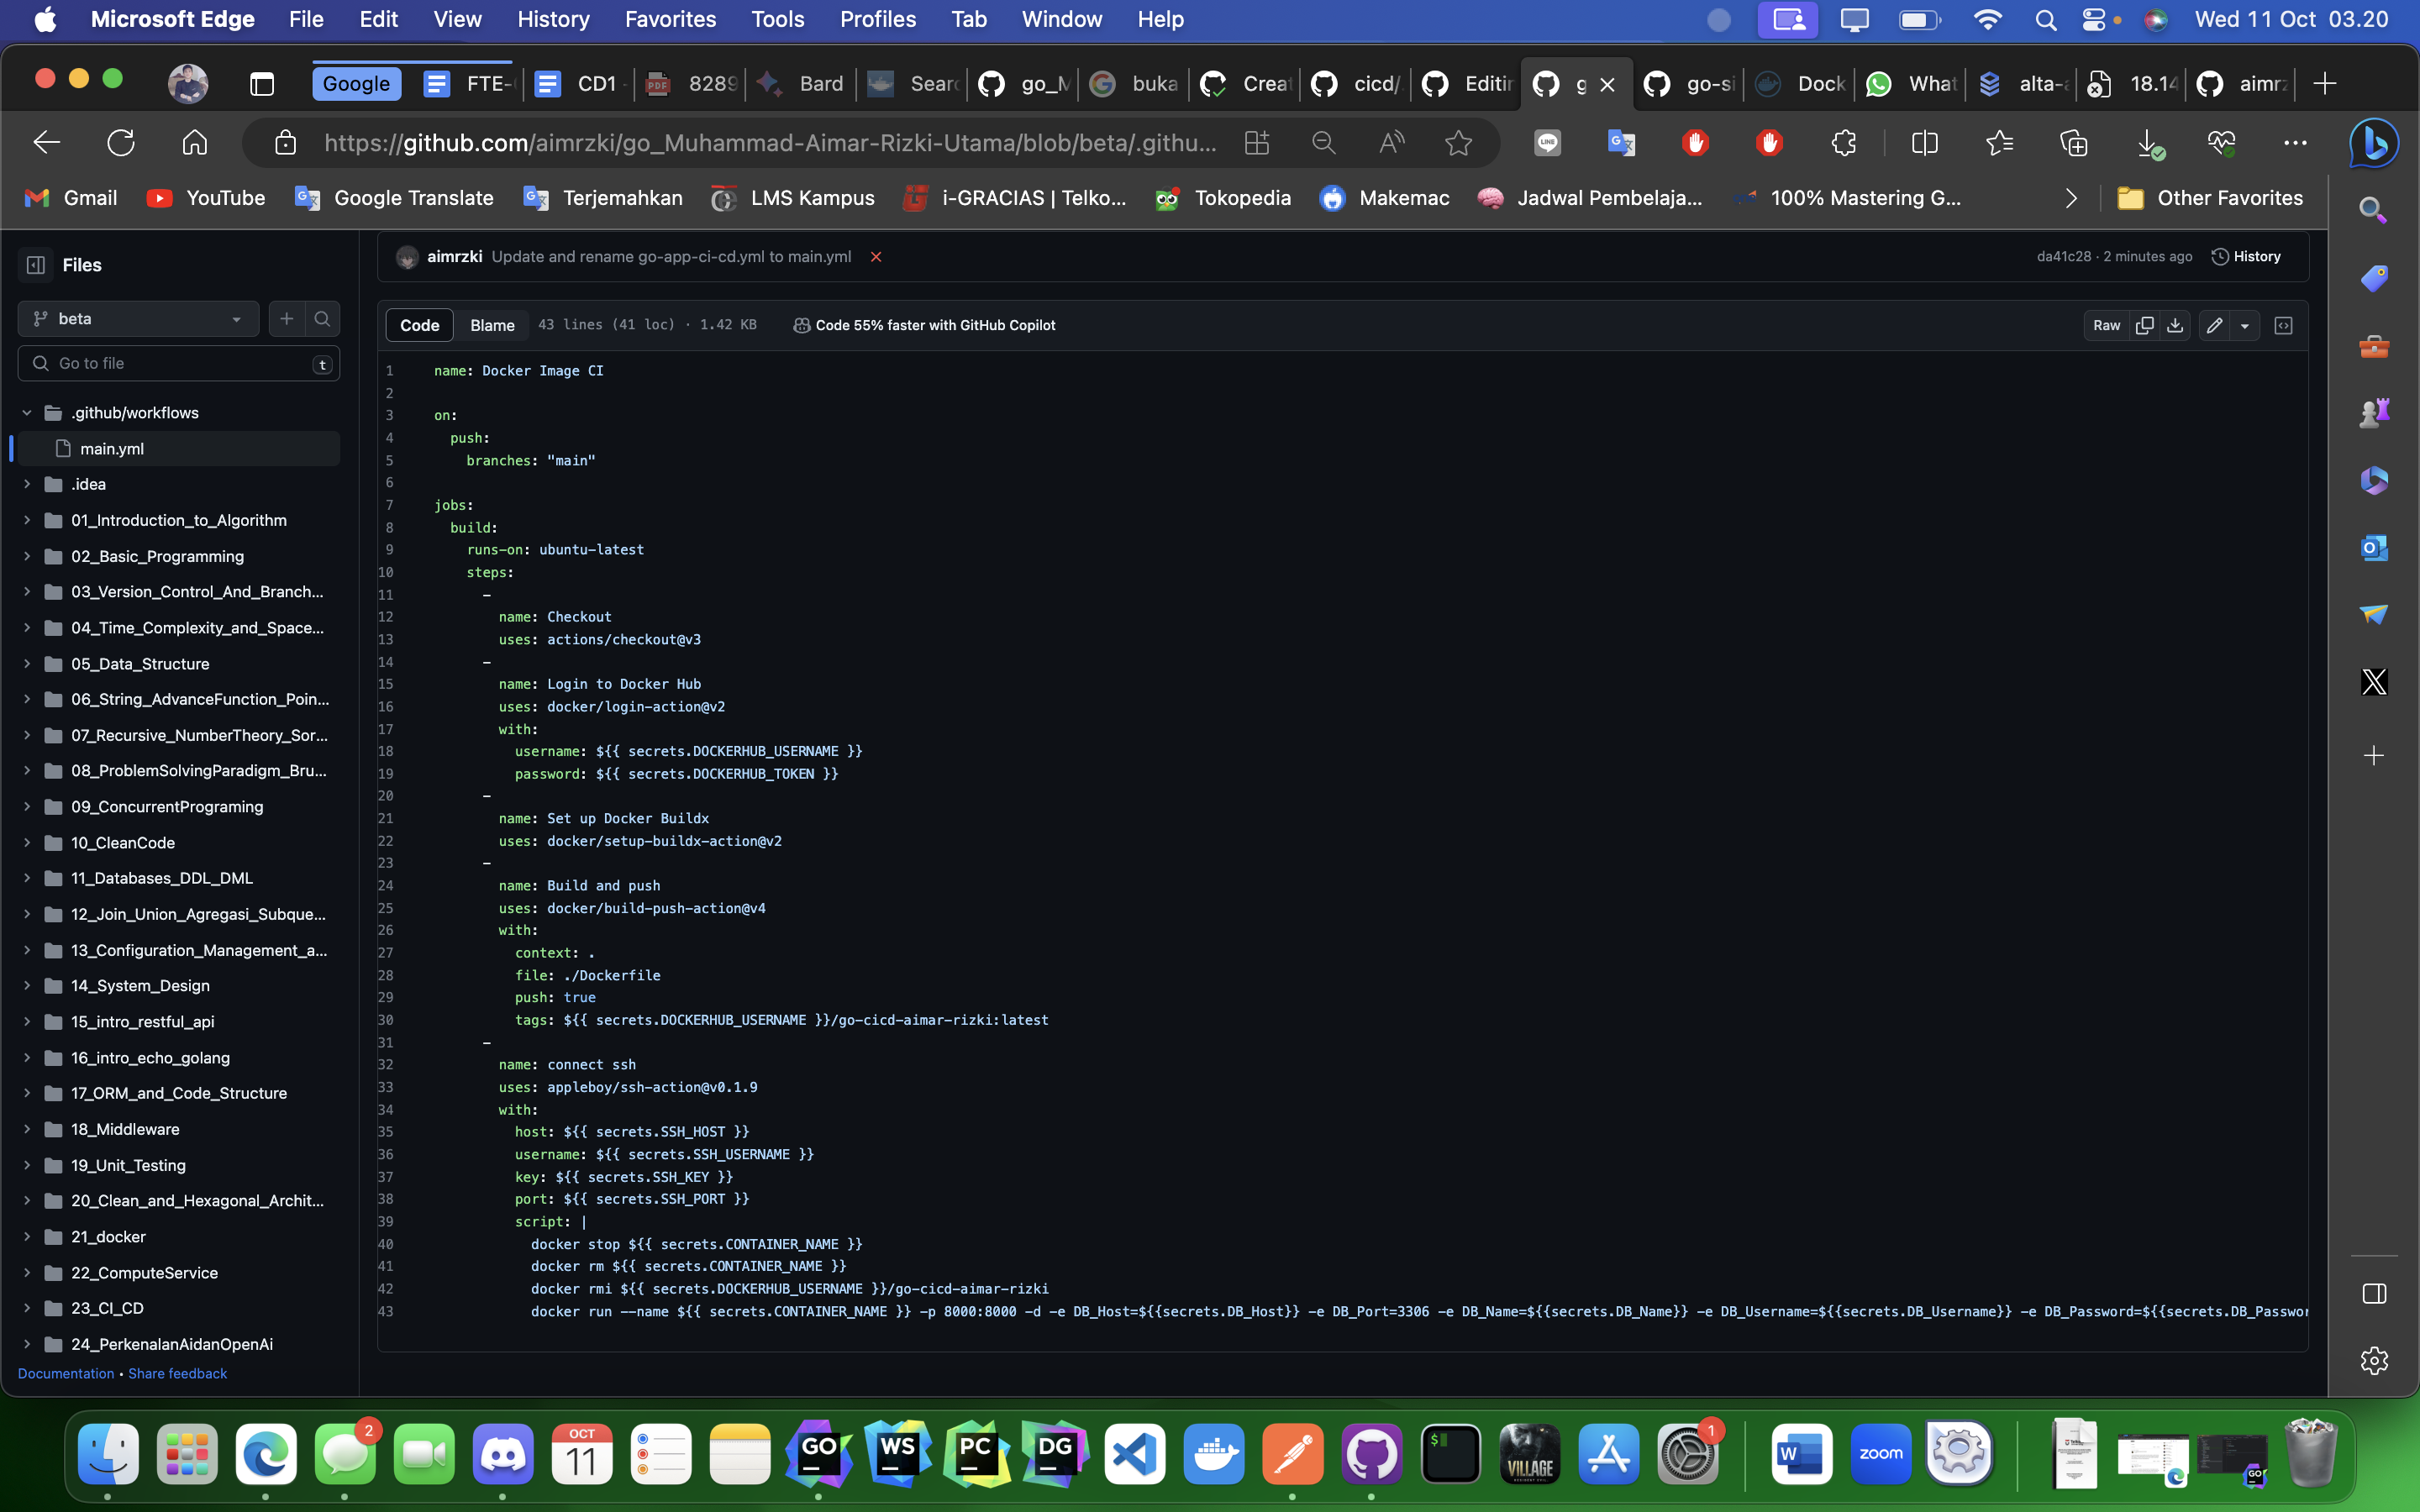 Microsoft Edge File Edit View History Favorites Tools Profiles Tab Window Help Wed 11 Oct 03.20
Google FTE- CD1 - 8289 Bard Searc go_M buka Creat cicd/ Editin g go-si Dock What alta-a 18.14 aimrz
https://github.com/aimrzki/go_Muhammad-Aimar-Rizki-Utama/blob/beta/.githu...
Gmail YouTube Google Translate Terjemahkan LMS Kampus i-GRACIAS | Telko... Tokopedia Makemac Jadwal Pembelaja... 100% Mastering G... Other Favorites
Files
beta
Go to file t
.github/workflows
main.yml
.idea
01_Introduction_to_Algorithm
02_Basic_Programming
03_Version_Control_And_Branch...
04_Time_Complexity_and_Space...
05_Data_Structure
06_String_AdvanceFunction_Poin...
07_Recursive_NumberTheory_Sor...
08_ProblemSolvingParadigm_Bru...
09_ConcurrentPrograming
10_CleanCode
11_Databases_DDL_DML
12_Join_Union_Agregasi_Subque...
13_Configuration_Management_a...
14_System_Design
15_intro_restful_api
16_intro_echo_golang
17_ORM_and_Code_Structure
18_Middleware
19_Unit_Testing
20_Clean_and_Hexagonal_Archit...
21_docker
22_ComputeService
23_CI_CD
24_PerkenalanAidanOpenAi
Documentation • Share feedback
aimrzki Update and rename go-app-ci-cd.yml to main.yml da41c28 · 2 minutes ago History
Code Blame 43 lines (41 loc) · 1.42 KB Code 55% faster with GitHub Copilot Raw
1 name: Docker Image CI
2
3 on:
4 push:
5 branches: "main"
6
7 jobs:
8 build:
9 runs-on: ubuntu-latest
10 steps:
11 -
12 name: Checkout
13 uses: actions/checkout@v3
14 -
15 name: Login to Docker Hub
16 uses: docker/login-action@v2
17 with:
18 username: ${{ secrets.DOCKERHUB_USERNAME }}
19 password: ${{ secrets.DOCKERHUB_TOKEN }}
20 -
21 name: Set up Docker Buildx
22 uses: docker/setup-buildx-action@v2
23 -
24 name: Build and push
25 uses: docker/build-push-action@v4
26 with:
27 context: .
28 file: ./Dockerfile
29 push: true
30 tags: ${{ secrets.DOCKERHUB_USERNAME }}/go-cicd-aimar-rizki:latest
31 -
32 name: connect ssh
33 uses: appleboy/ssh-action@v0.1.9
34 with:
35 host: ${{ secrets.SSH_HOST }}
36 username: ${{ secrets.SSH_USERNAME }}
37 key: ${{ secrets.SSH_KEY }}
38 port: ${{ secrets.SSH_PORT }}
39 script: |
40 docker stop ${{ secrets.CONTAINER_NAME }}
41 docker rm ${{ secrets.CONTAINER_NAME }}
42 docker rmi ${{ secrets.DOCKERHUB_USERNAME }}/go-cicd-aimar-rizki
43 docker run --name ${{ secrets.CONTAINER_NAME }} -p 8000:8000 -d -e DB_Host=${{secrets.DB_Host}} -e DB_Port=3306 -e DB_Name=${{secrets.DB_Name}} -e DB_Username=${{secrets.DB_Username}} -e DB_Password=${{secrets.DB_Passwor
2 OCT 11 GO WS PC DG VILLAGE 1 W zoom GO